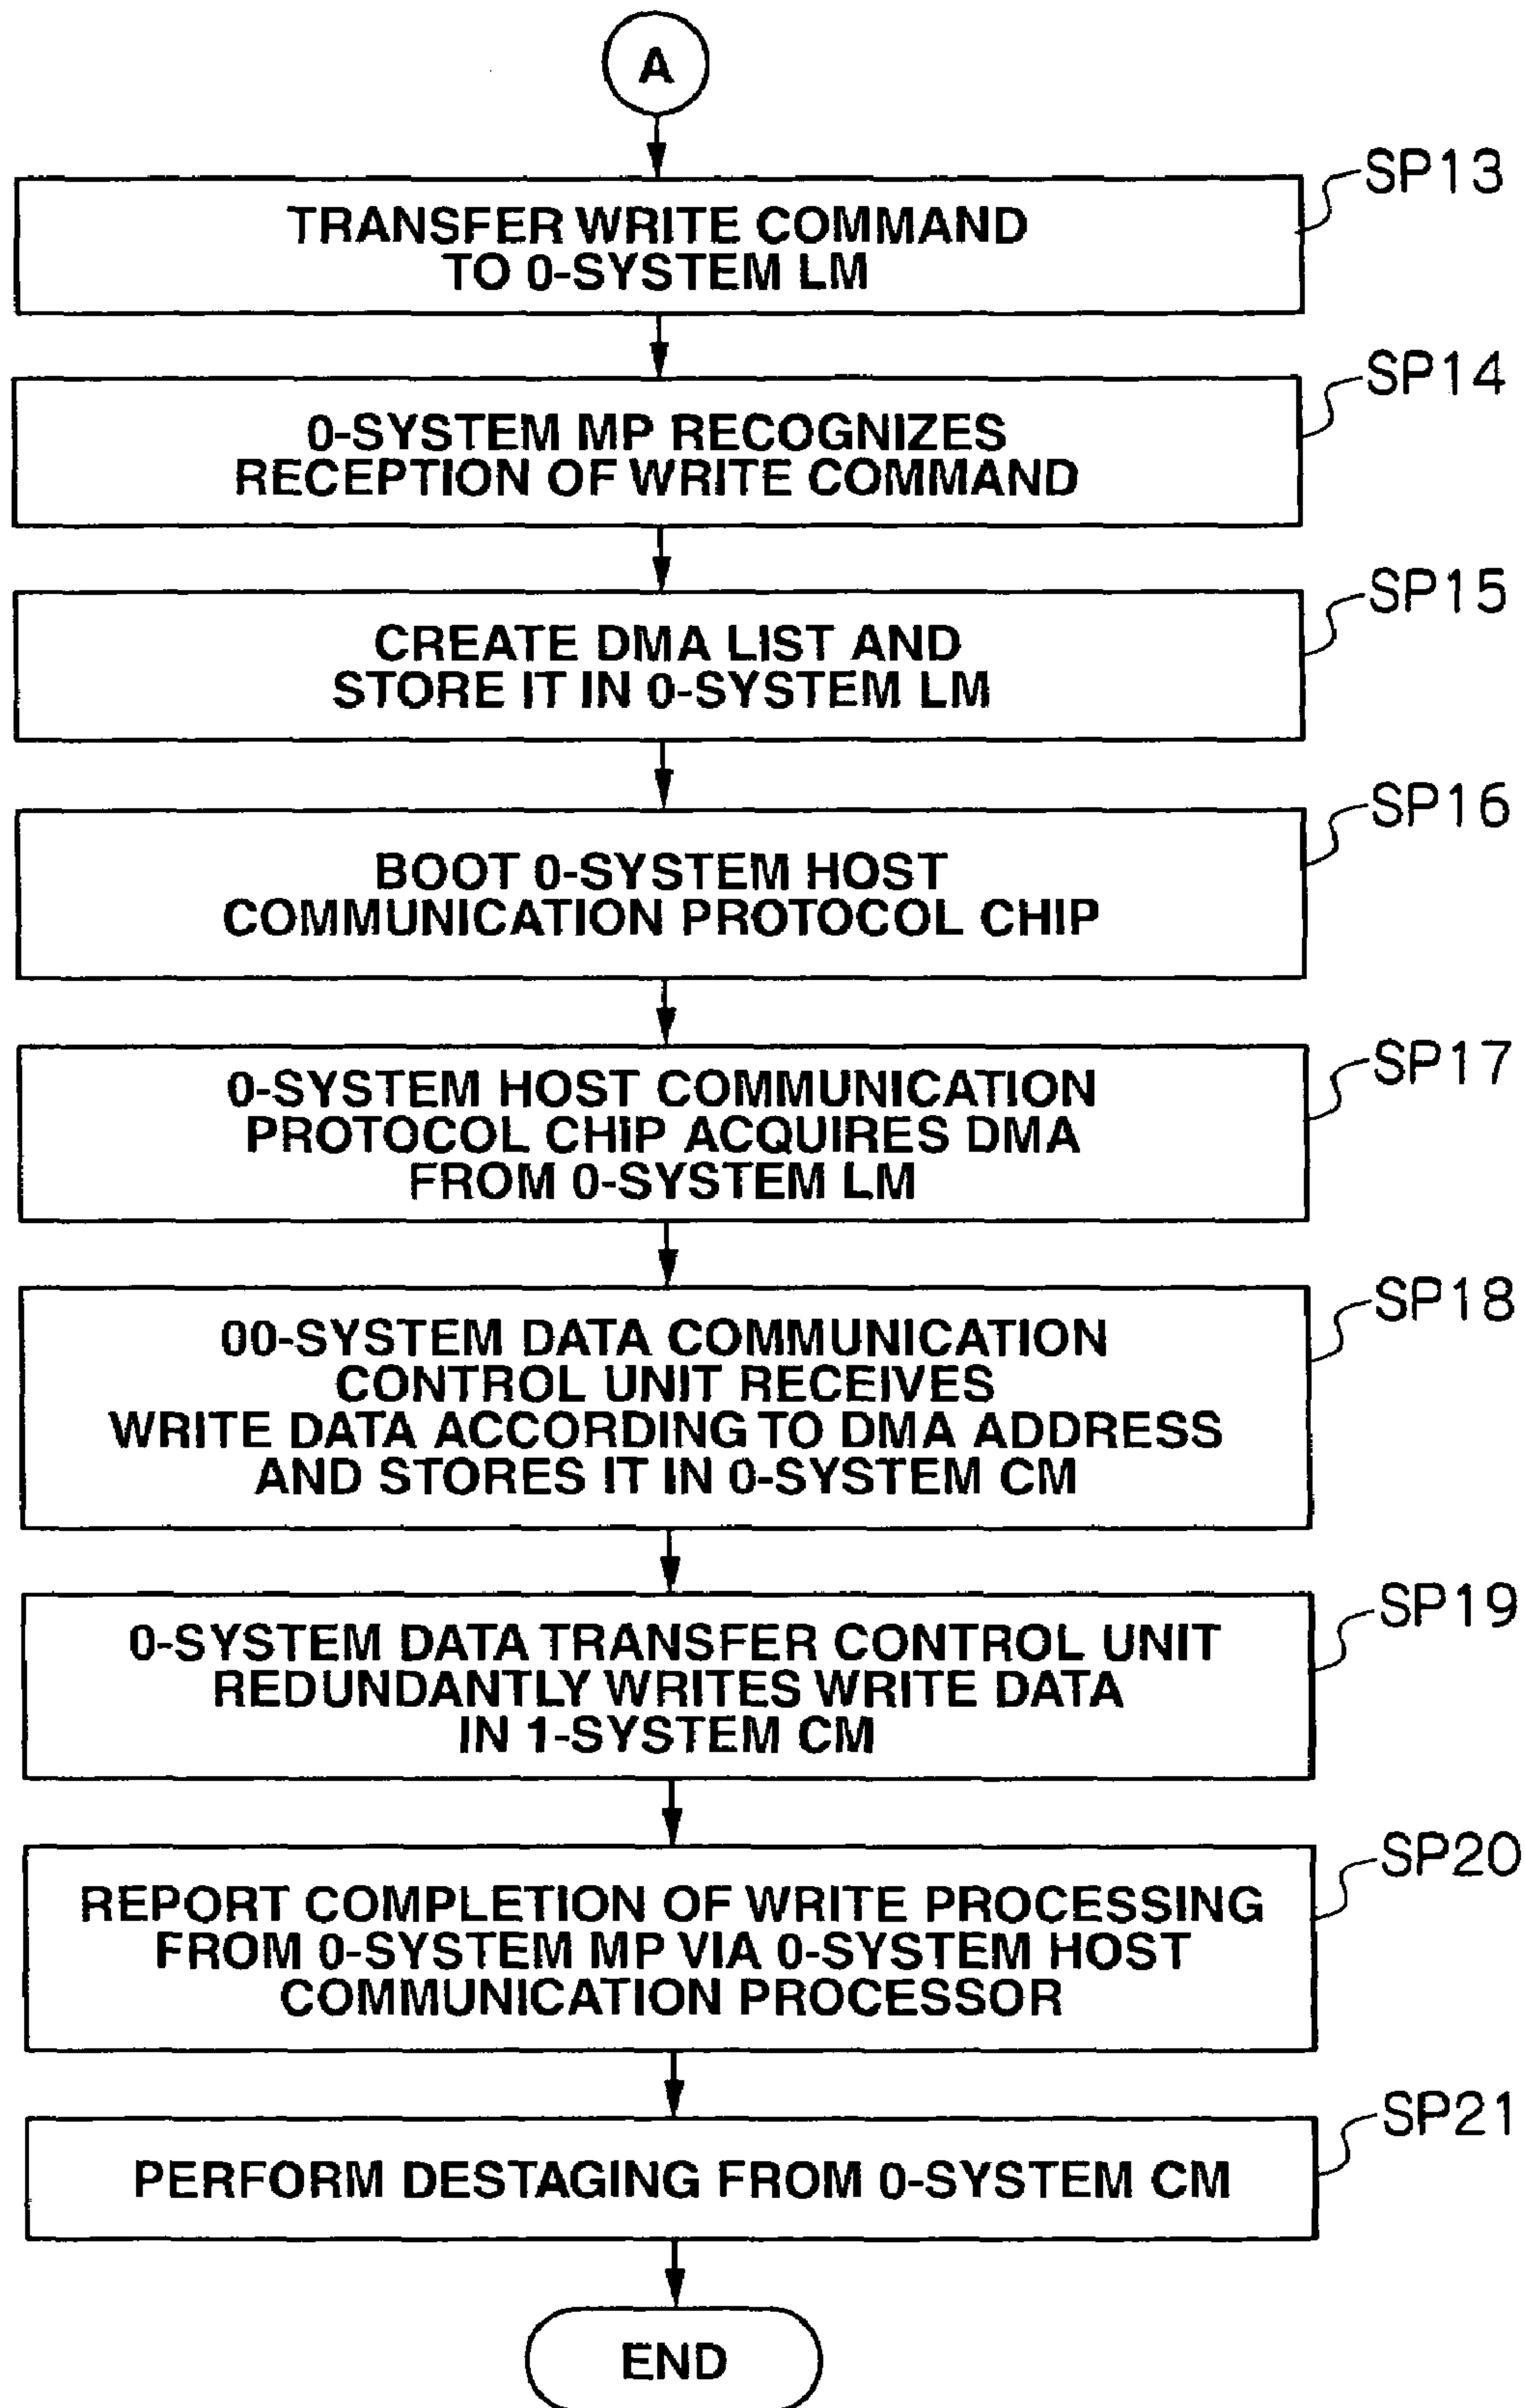 A
SP13
TRANSFER WRITE COMMAND
TO 0-SYSTEM LM
SP14
0-SYSTEM MP RECOGNIZES
RECEPTION OF WRITE COMMAND
SP15
CREATE DMA LIST AND
STORE IT IN 0-SYSTEM LM
SP16
BOOT 0-SYSTEM HOST
COMMUNICATION PROTOCOL CHIP
SP17
0-SYSTEM HOST COMMUNICATION
PROTOCOL CHIP ACQUIRES DMA
FROM 0-SYSTEM LM
SP18
00-SYSTEM DATA COMMUNICATION
CONTROL UNIT RECEIVES
WRITE DATA ACCORDING TO DMA ADDRESS
AND STORES IT IN 0-SYSTEM CM
SP19
0-SYSTEM DATA TRANSFER CONTROL UNIT
REDUNDANTLY WRITES WRITE DATA
IN 1-SYSTEM CM
SP20
REPORT COMPLETION OF WRITE PROCESSING
FROM 0-SYSTEM MP VIA 0-SYSTEM HOST
COMMUNICATION PROCESSOR
SP21
PERFORM DESTAGING FROM 0-SYSTEM CM
END